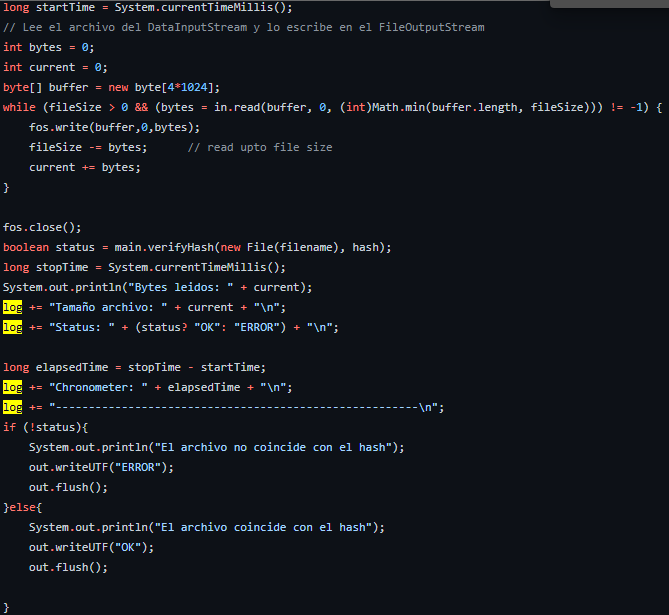 long startTime = System.currentTimeMillis();
// Lee el archivo del DataInputStream y lo escribe en el FileOutputStream
int bytes = 0;
int current = 0;
byte[] buffer = new byte[4*1024];
while (fileSize > 0 && (bytes = in.read(buffer, 0, (int)Math.min(buffer.length, fileSize))) != -1) {
    fos.write(buffer,0,bytes);
    fileSize -= bytes;      // read upto file size
    current += bytes;
}

fos.close();
boolean status = main.verifyHash(new File(filename), hash);
long stopTime = System.currentTimeMillis();
System.out.println("Bytes leidos: " + current);
log += "Tamaño archivo: " + current + "\n";
log += "Status: " + (status? "OK": "ERROR") + "\n";

long elapsedTime = stopTime - startTime;
log += "Chronometer: " + elapsedTime + "\n";
log += "-------------------------------------------------------\n";
if (!status){
    System.out.println("El archivo no coincide con el hash");
    out.writeUTF("ERROR");
    out.flush();
}else{
    System.out.println("El archivo coincide con el hash");
    out.writeUTF("OK");
    out.flush();

}